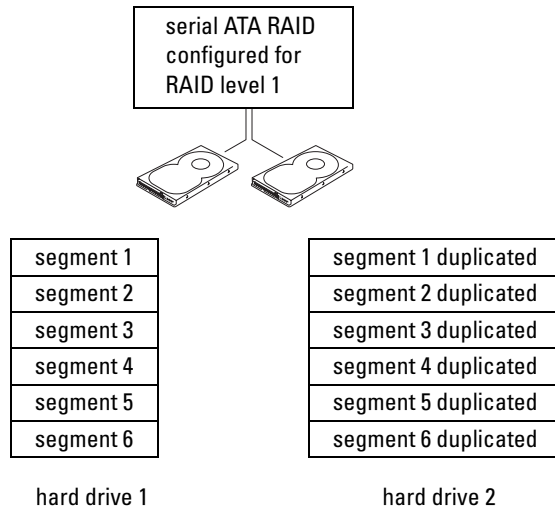 serial ATA RAID
configured for
RAID level 1
segment 1
segment 2
segment 3
segment 4
segment 5
segment 6
hard drive 1
segment 1 duplicated
segment 2 duplicated
segment 3 duplicated
segment 4 duplicated
segment 5 duplicated
segment 6 duplicated
hard drive 2